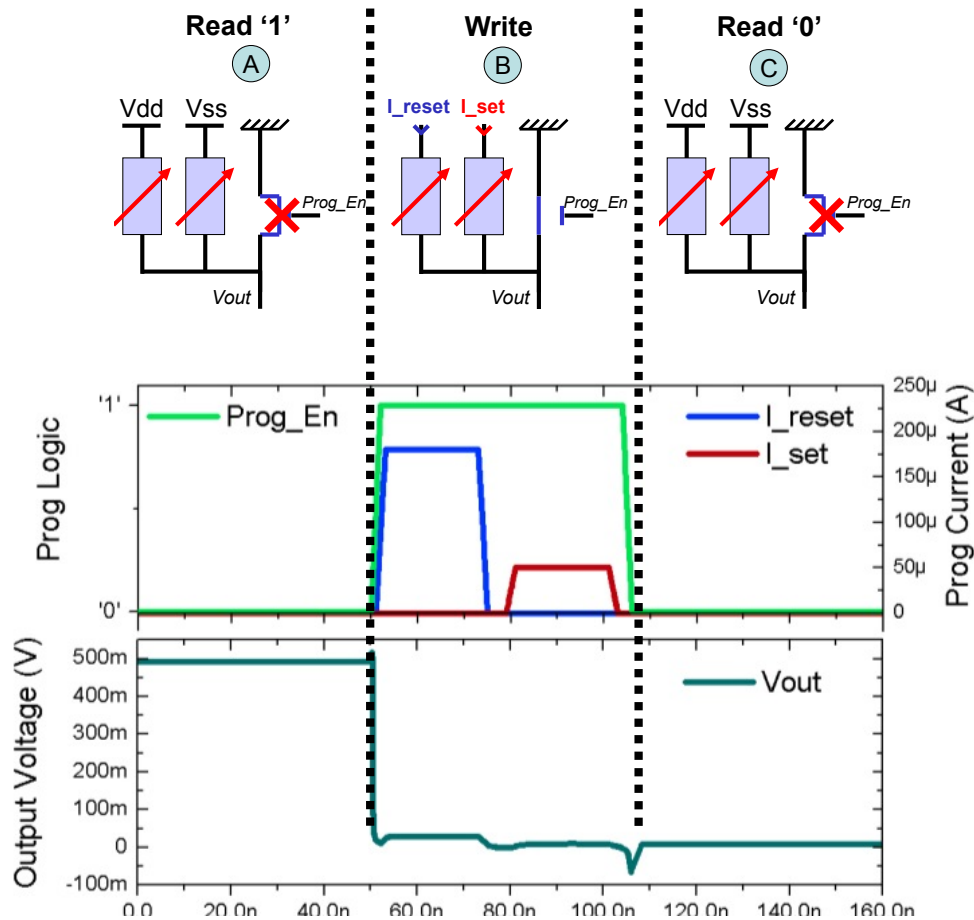 Read ‘1’
Write
Read ‘0’
A
B
C
Vdd
Vss
I_reset
I_set
Vdd
Vss
Prog_En
Prog_En
Prog_En
Vout
Vout
Vout
Prog Logic
'1'
'0'
Prog_En
I_reset
I_set
250µ
200µ
150µ
100µ
50µ
0
Prog Current (A)
Output Voltage (V)
500m
400m
300m
200m
100m
0
-100m
Vout
0.0
20.0n
40.0n
60.0n
80.0n
100.0n
120.0n
140.0n
160.0n